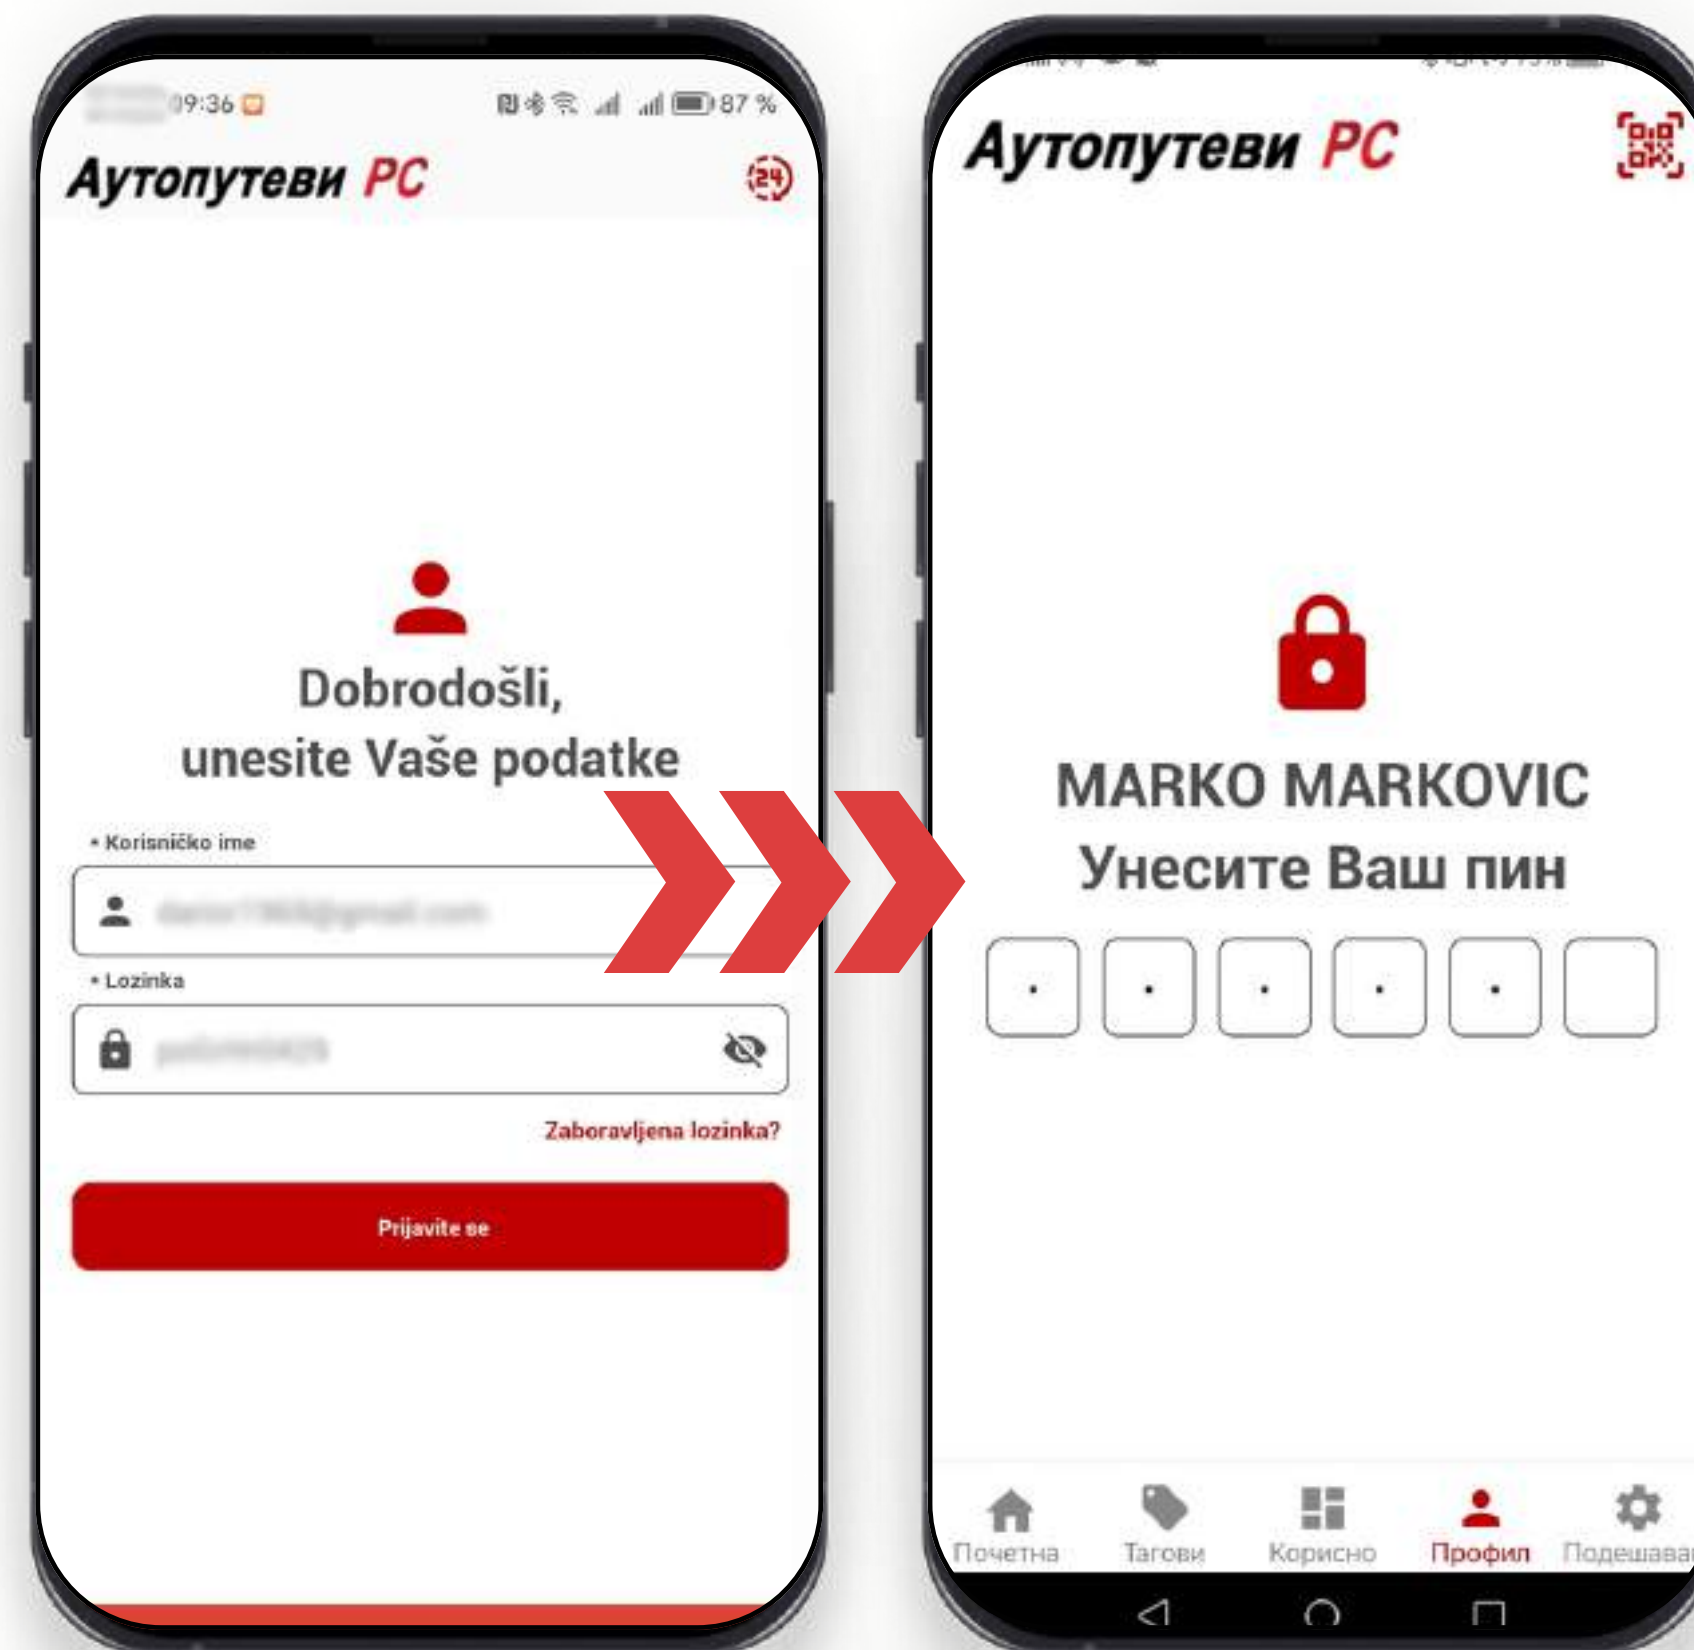 09:36
87 %
Аутопутеви РС
24
Dobrodošli,
unesite Vaše podatke
• Korisničko ime
• Lozinka
Zaboravljena lozinka?
Prijavite se
Аутопутеви РС
MARKO MARKOVIC
Унесите Ваш пин
Почетна
Тагови
Корисно
Профил